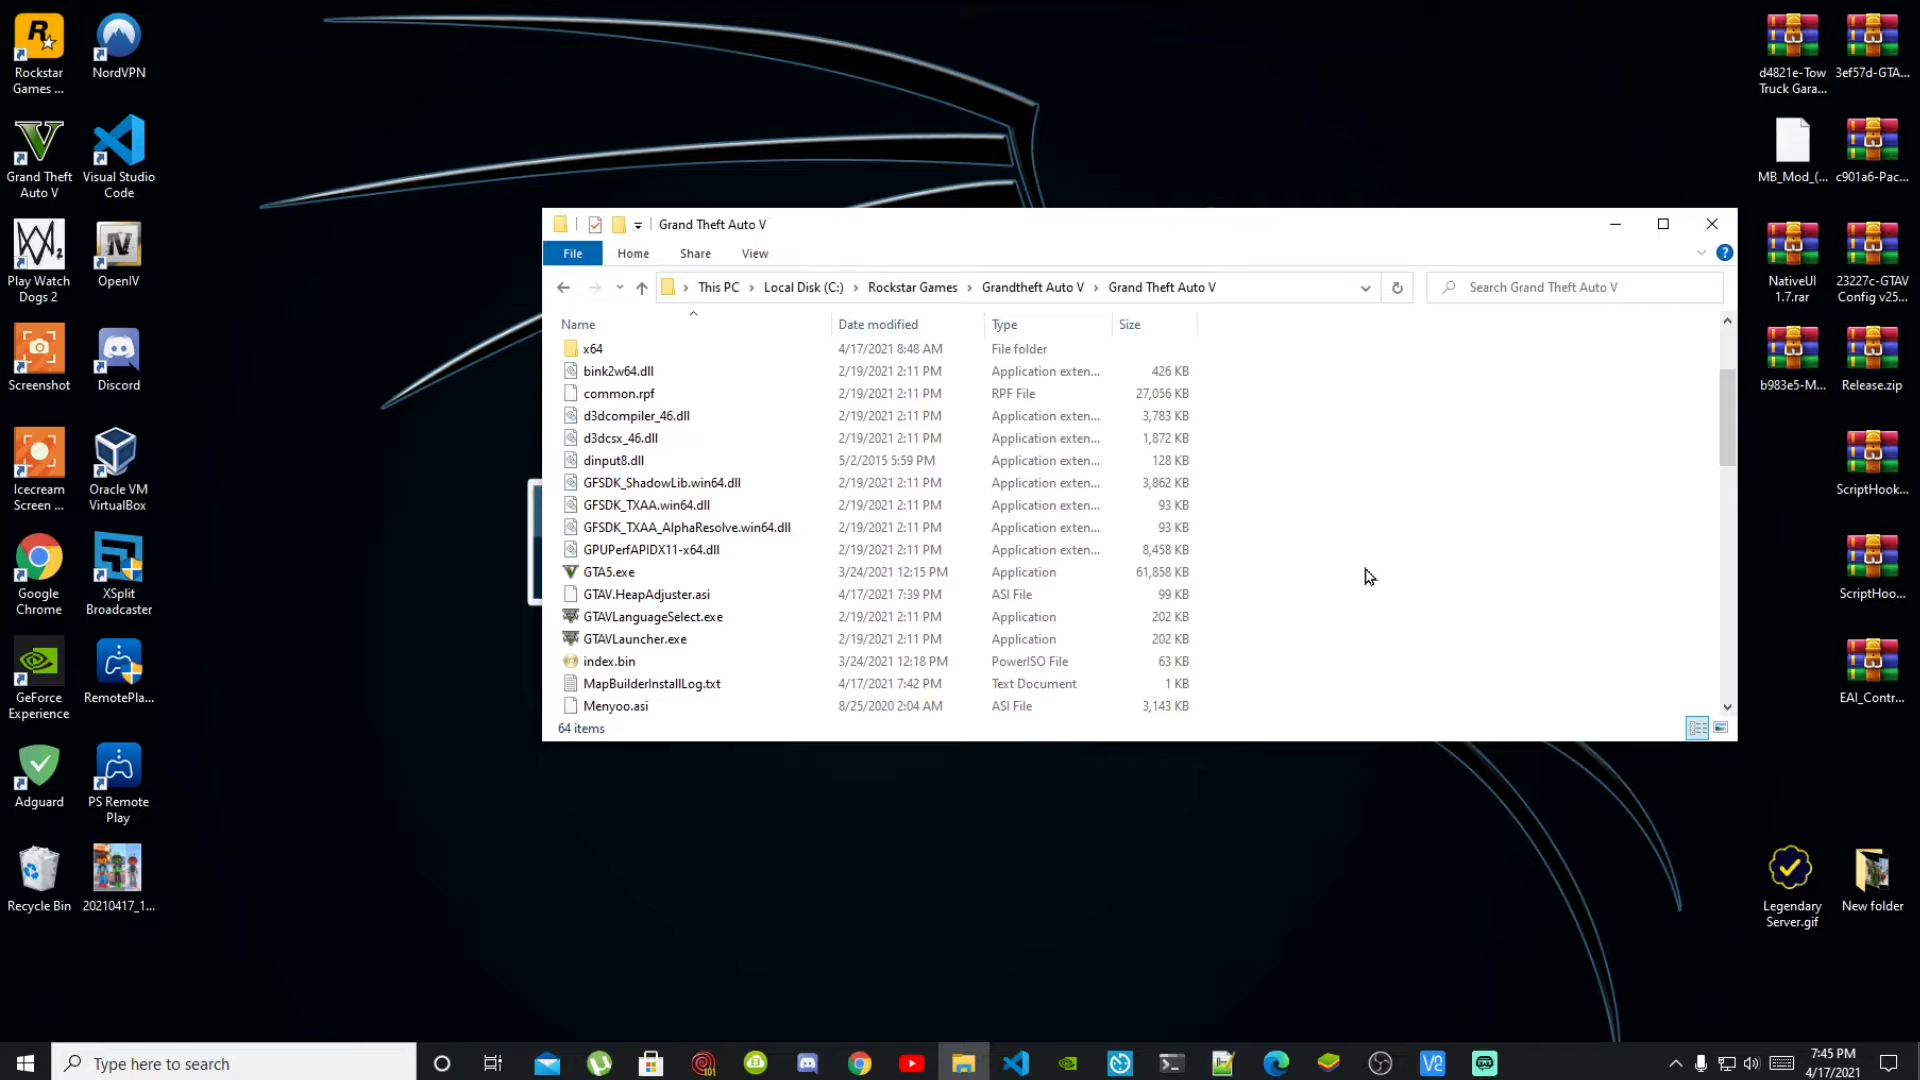 Rockstar
Games ...
NordVPN
Grand Theft
Auto V
Visual Studio
Code
Play Watch
Dogs 2
OpenIV
Screenshot
Discord
Icecream
Screen ...
Oracle VM
VirtualBox
Google
Chrome
XSplit
Broadcaster
GeForce
Experience
RemotePla...
Adguard
PS Remote
Play
Recycle Bin
20210417_1...
Grand Theft Auto V
File Home Share View
This PC Local Disk (C:) Rockstar Games Grandtheft Auto V Grand Theft Auto V
Search Grand Theft Auto V
Name Date modified Type Size
x64 4/17/2021 8:48 AM File folder
bink2w64.dll 2/19/2021 2:11 PM Application exten... 426 KB
common.rpf 2/19/2021 2:11 PM RPF File 27,056 KB
d3dcompiler_46.dll 2/19/2021 2:11 PM Application exten... 3,783 KB
d3dcsx_46.dll 2/19/2021 2:11 PM Application exten... 1,872 KB
dinput8.dll 5/2/2015 5:59 PM Application exten... 128 KB
GFSDK_ShadowLib.win64.dll 2/19/2021 2:11 PM Application exten... 3,862 KB
GFSDK_TXAA.win64.dll 2/19/2021 2:11 PM Application exten... 93 KB
GFSDK_TXAA_AlphaResolve.win64.dll 2/19/2021 2:11 PM Application exten... 93 KB
GPUPerfAPIDX11-x64.dll 2/19/2021 2:11 PM Application exten... 8,458 KB
GTA5.exe 3/24/2021 12:15 PM Application 61,858 KB
GTAV.HeapAdjuster.asi 4/17/2021 7:39 PM ASI File 99 KB
GTAVLanguageSelect.exe 2/19/2021 2:11 PM Application 202 KB
GTAVLauncher.exe 2/19/2021 2:11 PM Application 202 KB
index.bin 3/24/2021 12:18 PM PowerISO File 63 KB
MapBuilderInstallLog.txt 4/17/2021 7:42 PM Text Document 1 KB
Menyoo.asi 8/25/2020 2:04 AM ASI File 3,143 KB
64 items
d4821e-Tow
Truck Gara...
3ef57d-GTA...
MB_Mod_(...
c901a6-Pac...
NativeUI
1.7.rar
23227c-GTAV
Config v25...
b983e5-M...
Release.zip
ScriptHook...
ScriptHoo...
EAI_Contr...
Legendary
Server.gif
New folder
Type here to search
7:45 PM
4/17/2021